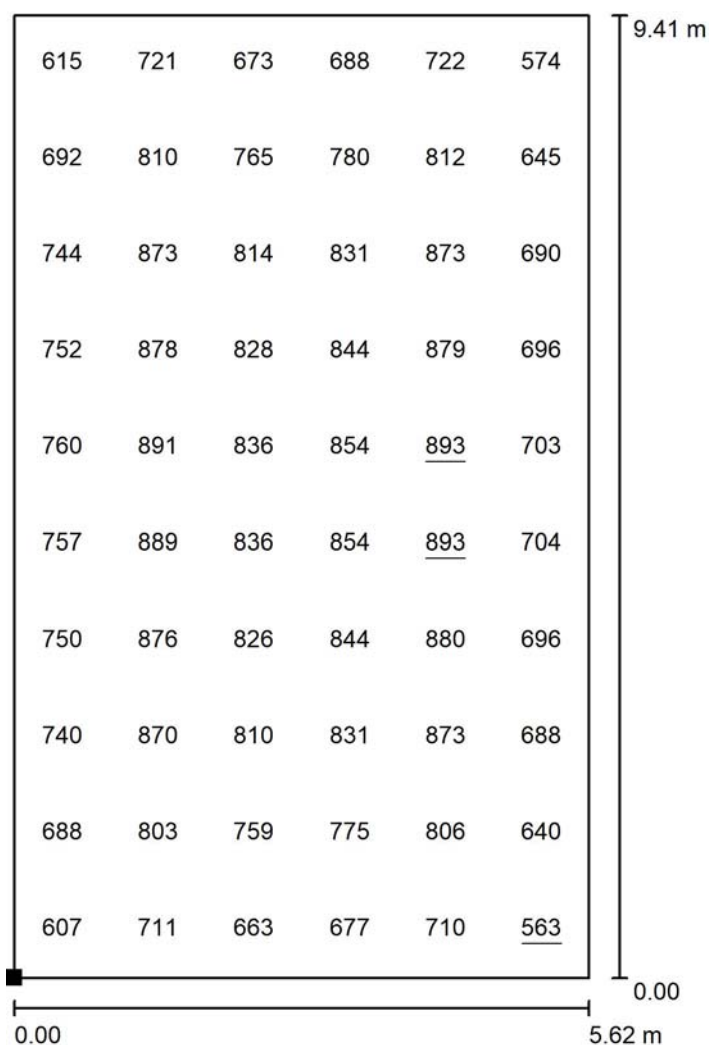 9.41 m
615 721 673 688 722 574
692 810 765 780 812 645
744 873 814 831 873 690
752 878 828 844 879 696
760 891 836 854 893 703
757 889 836 854 893 704
750 876 826 844 880 696
740 870 810 831 873 688
688 803 759 775 806 640
607 711 663 677 710 563
0.00
0.00 5.62 m